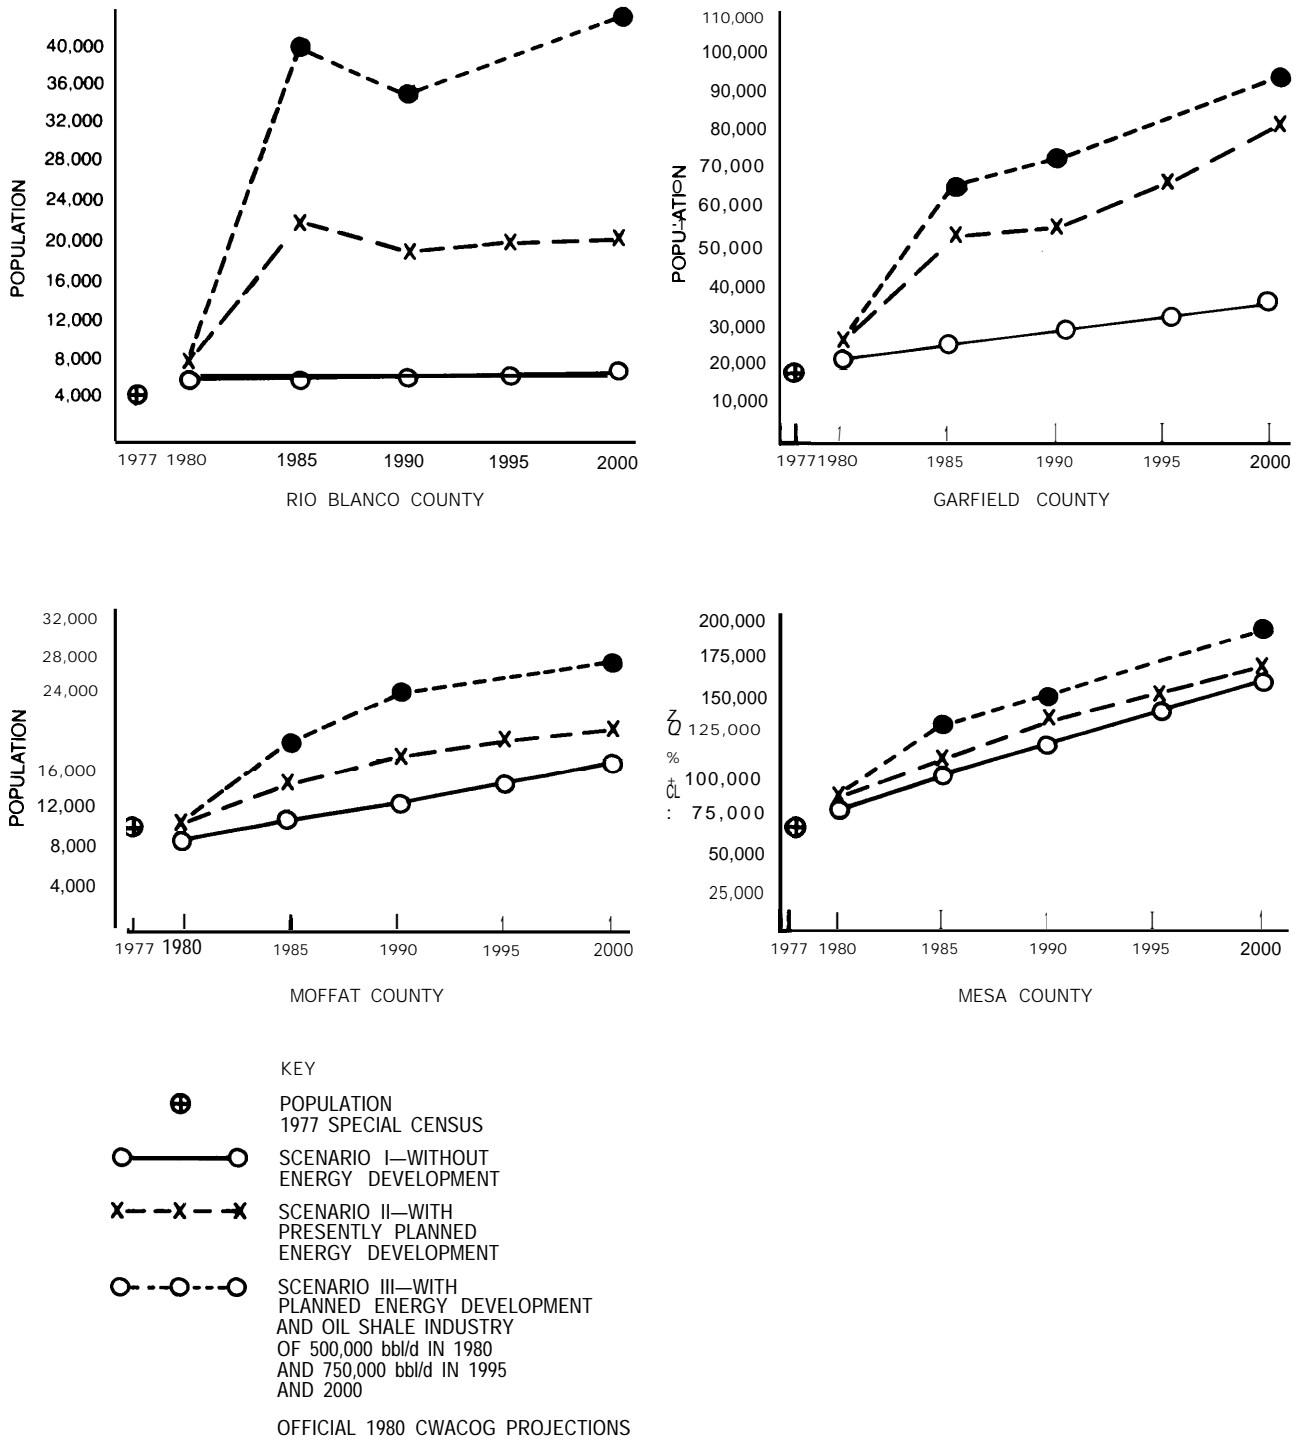 40,000
36,000
32,000
28,000
24,000
20,000
16,000
12,000
8,000
4,000
POPULATION
1977 1980 1985 1990 1995 2000
RIO BLANCO COUNTY
110,000
100,000
90,000
80,000
70,000
60,000
50,000
40,000
30,000
20,000
10,000
POPULATION
1977 1980 1985 1990 1995 2000
GARFIELD COUNTY
32,000
28,000
24,000
16,000
12,000
8,000
4,000
POPULATION
1977 1980 1985 1990 1995 2000
MOFFAT COUNTY
200,000
175,000
150,000
125,000
100,000
75,000
50,000
25,000
1977 1980 1985 1990 1995 2000
MESA COUNTY
KEY
POPULATION
1977 SPECIAL CENSUS
SCENARIO I—WITHOUT
ENERGY DEVELOPMENT
SCENARIO II—WITH
PRESENTLY PLANNED
ENERGY DEVELOPMENT
SCENARIO III—WITH
PLANNED ENERGY DEVELOPMENT
AND OIL SHALE INDUSTRY
OF 500,000 bbl/d IN 1980
AND 750,000 bbl/d IN 1995
AND 2000
OFFICIAL 1980 CWACOG PROJECTIONS